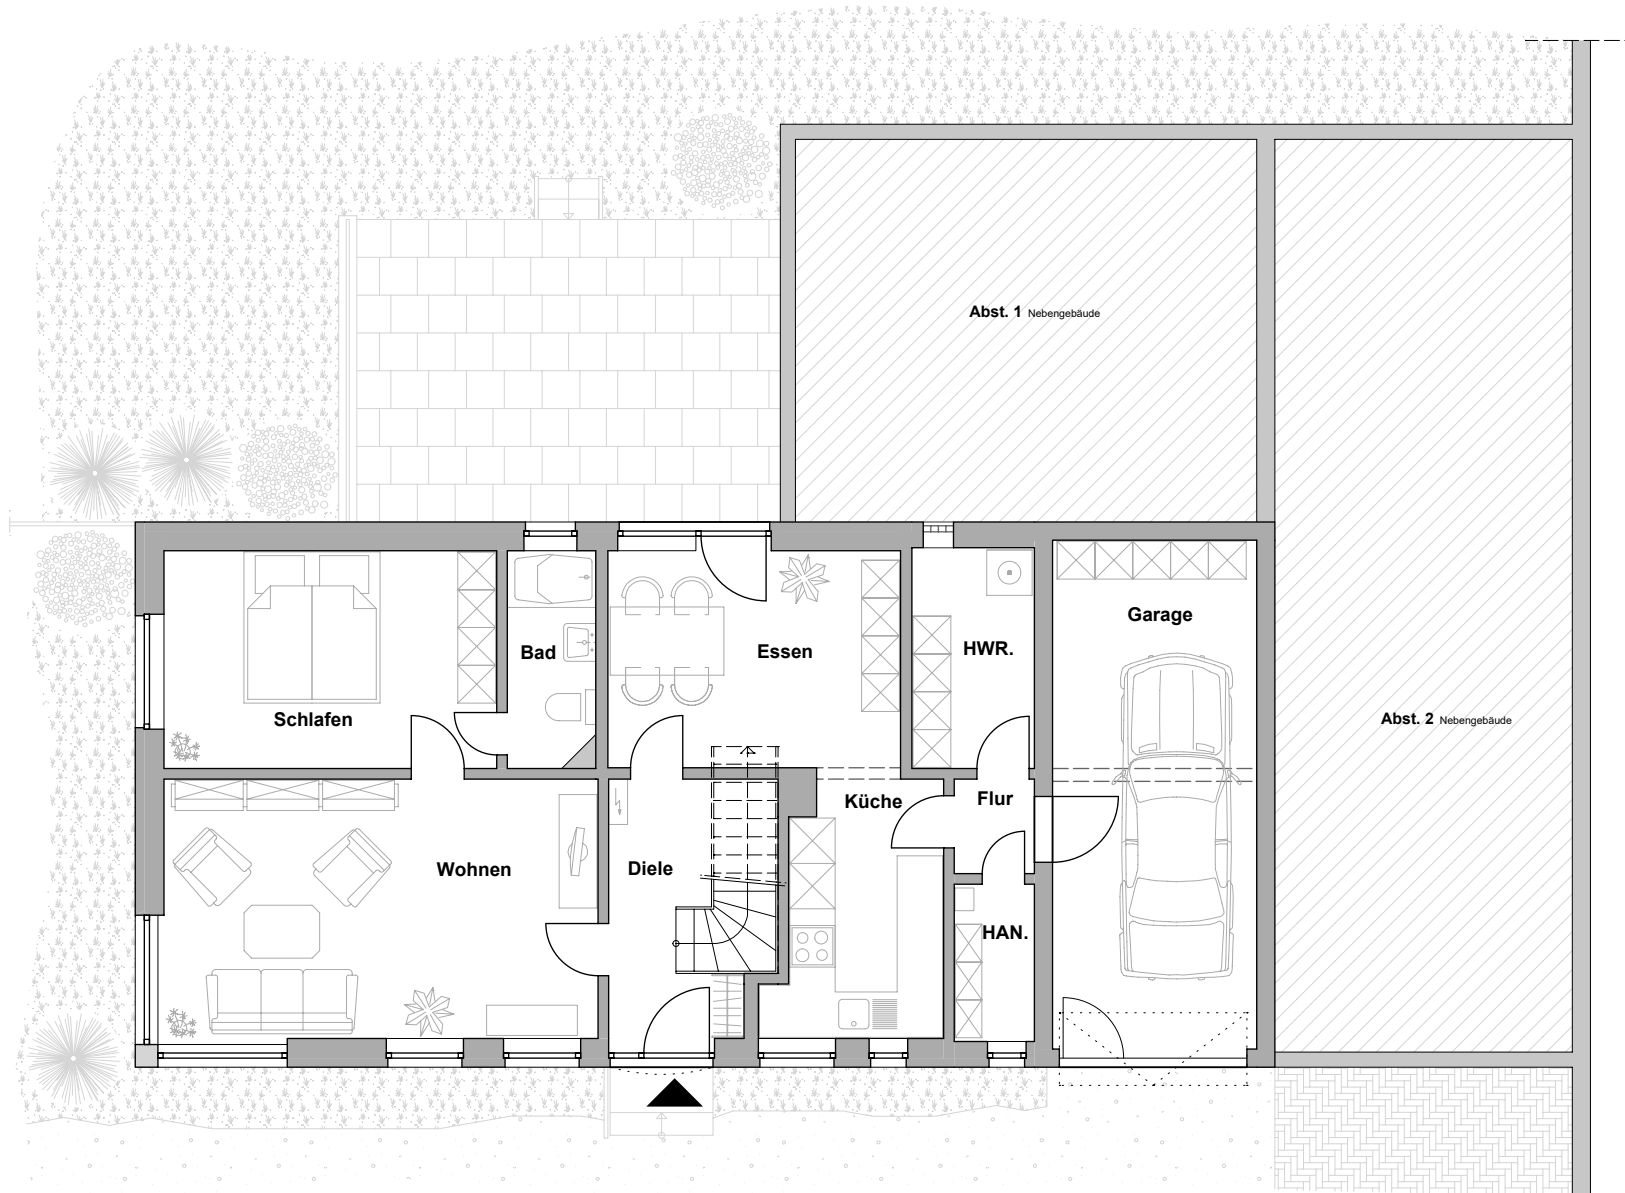 Abst. 1 Nebengebäude
Garage
HWR.
Bad
Essen
Schlafen
Abst. 2 Nebengebäude
Küche
Flur
Wohnen
Diele
HAN.